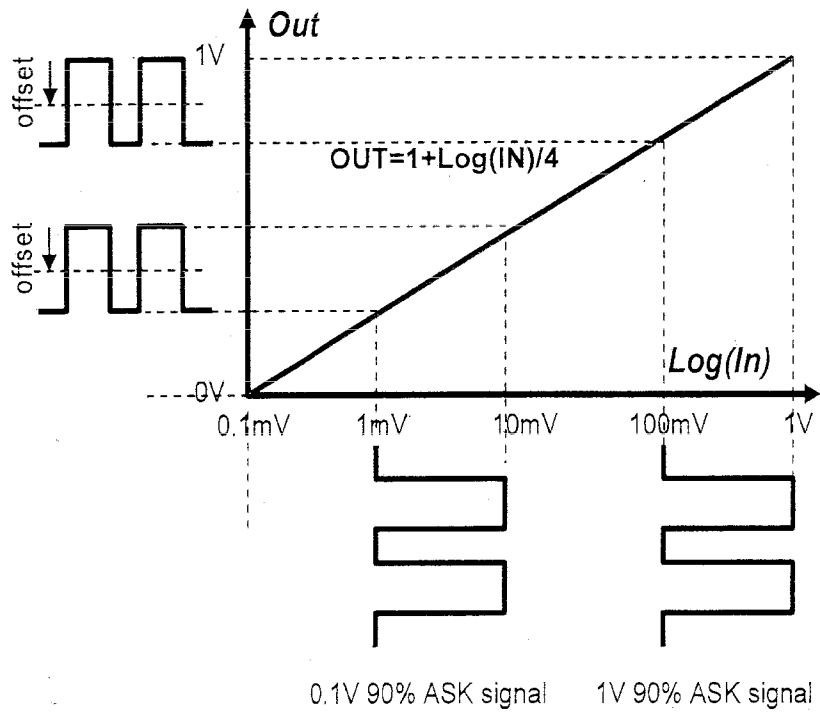 Out
1V
offset
OUT=1+Log(IN)/4
offset
Log(In)
0V
0.1mV
1mV
10mV
100mV
1V
0.1V 90% ASK signal
1V 90% ASK signal